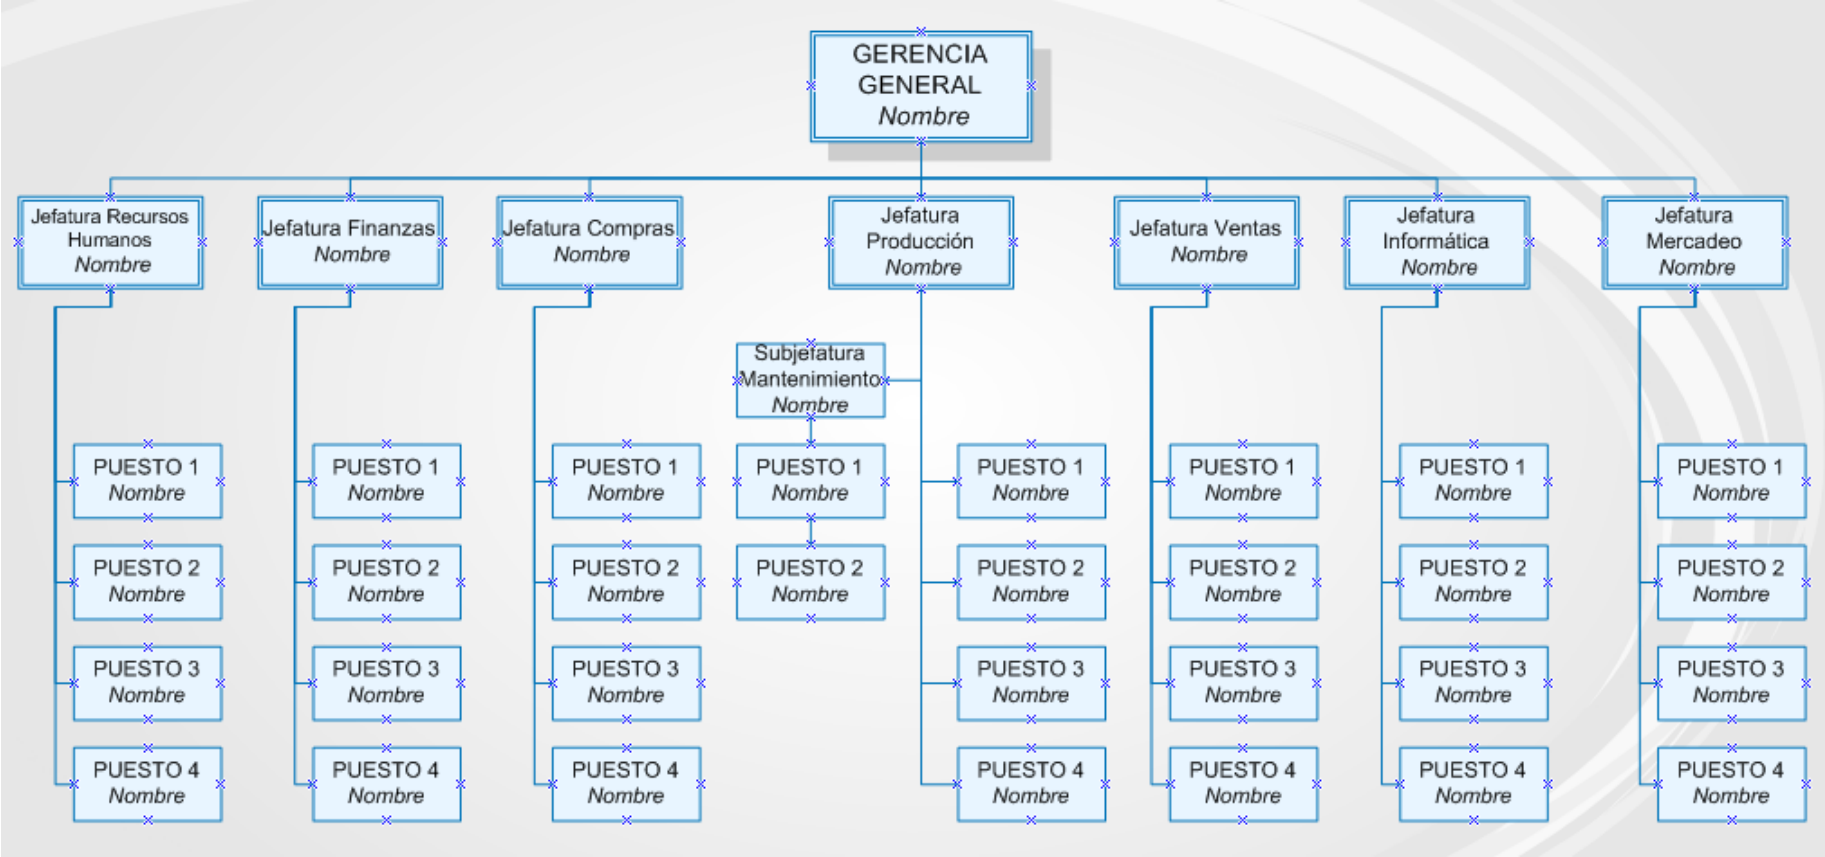 GERENCIA
GENERAL
Nombre
Jefatura Recursos
Humanos
Nombre
Jefatura Finanzas
Nombre
Jefatura Compras
Nombre
Jefatura
Producción
Nombre
Jefatura Ventas
Nombre
Jefatura
Informática
Nombre
Jefatura
Mercadeo
Nombre
Subjefatura
Mantenimiento
Nombre
PUESTO 1
Nombre
PUESTO 1
Nombre
PUESTO 1
Nombre
PUESTO 1
Nombre
PUESTO 1
Nombre
PUESTO 1
Nombre
PUESTO 1
Nombre
PUESTO 1
Nombre
PUESTO 2
Nombre
PUESTO 2
Nombre
PUESTO 2
Nombre
PUESTO 2
Nombre
PUESTO 2
Nombre
PUESTO 2
Nombre
PUESTO 2
Nombre
PUESTO 2
Nombre
PUESTO 3
Nombre
PUESTO 3
Nombre
PUESTO 3
Nombre
PUESTO 3
Nombre
PUESTO 3
Nombre
PUESTO 3
Nombre
PUESTO 3
Nombre
PUESTO 4
Nombre
PUESTO 4
Nombre
PUESTO 4
Nombre
PUESTO 4
Nombre
PUESTO 4
Nombre
PUESTO 4
Nombre
PUESTO 4
Nombre